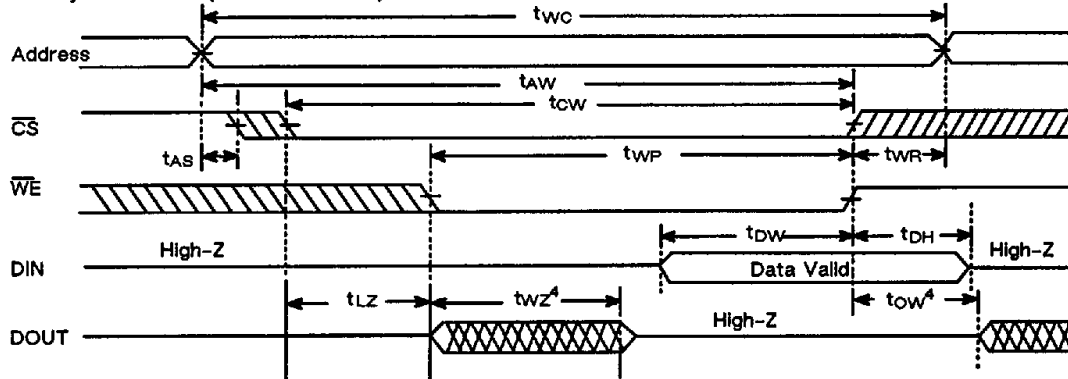 tWC
Address
tAW
tCW
CS
tAS
tWP
tWR
WE
tDW
tDH
High-Z
High-Z
DIN
Data Valid
tLZ
tWZ4
tOW4
High-Z
DOUT